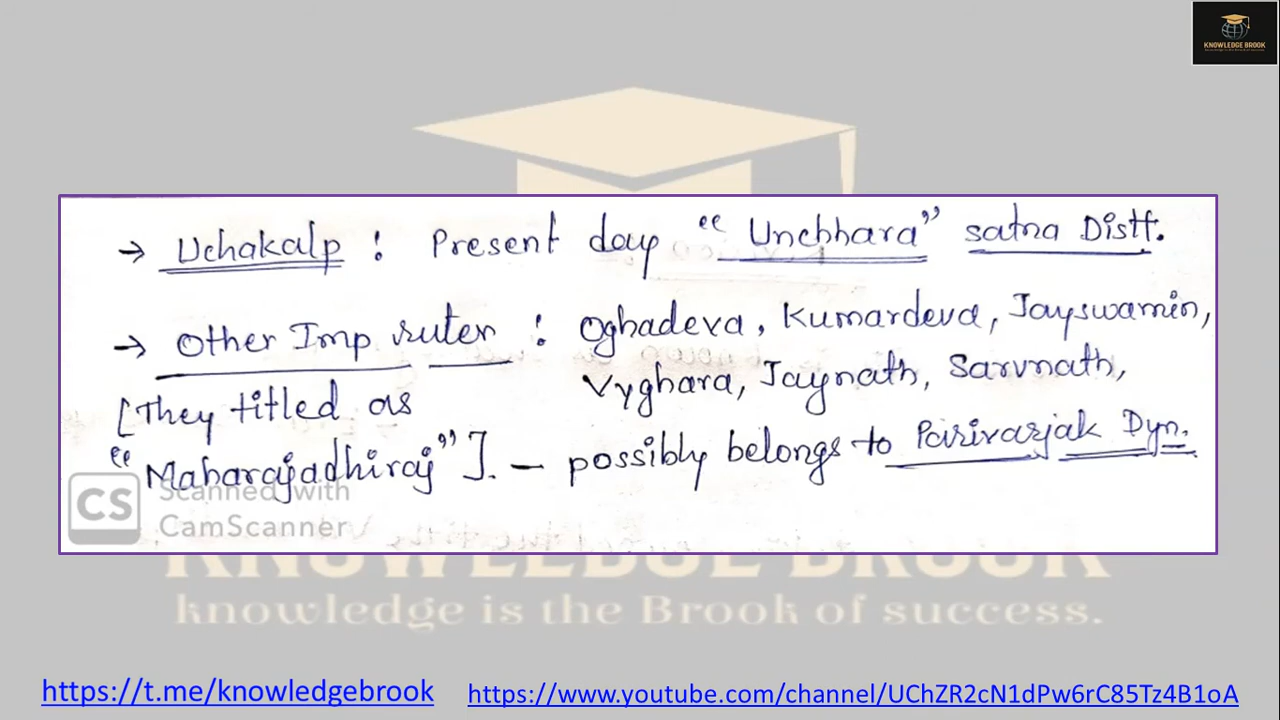 KNOWLEDGE BROOK
→ Uchakalp : Present day “Unchhara” satna Distt.
→ Other Imp ruler : Oghadeva, Kumardeva, Jayswamin,
[They titled as Vyghara, Jaynath, Sarvnath,
“Maharajadhiraj”]. – possibly belongs to Parivarjak Dyn.
CS Scanned with
CamScanner
KNOWLEDGE BROOK
knowledge is the Brook of success.
https://t.me/knowledgebrook https://www.youtube.com/channel/UChZR2cN1dPw6rC85Tz4B1oA